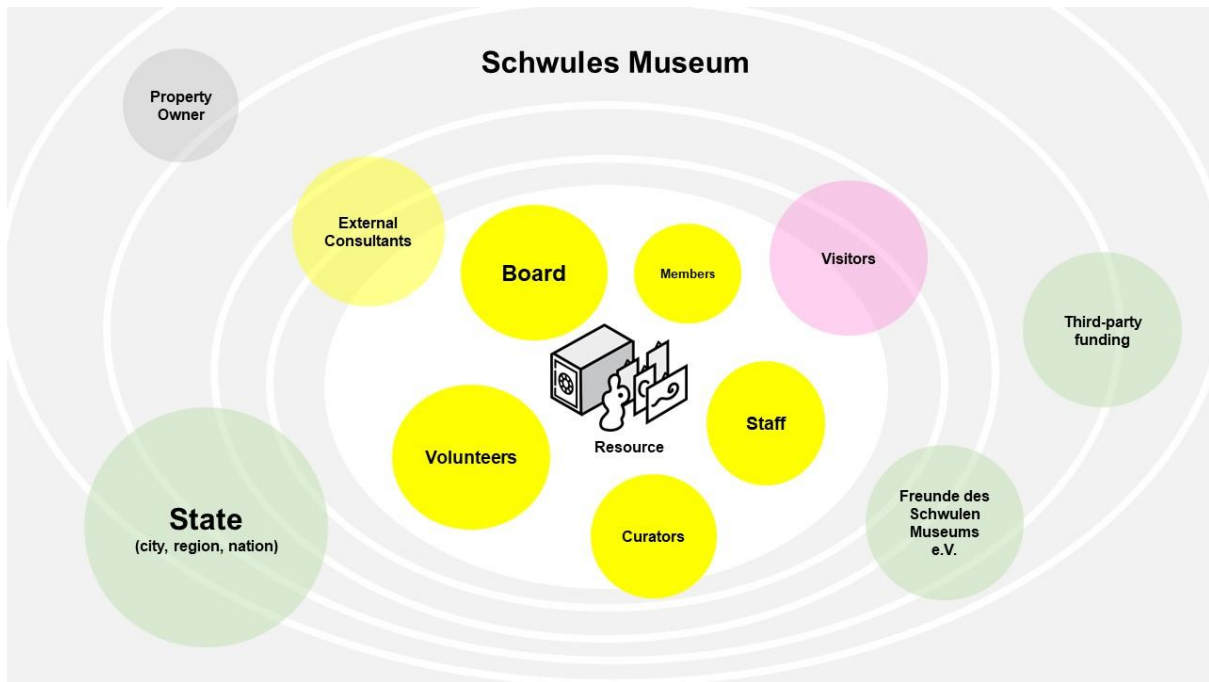 Schwules Museum
Property
Owner
External
Consultants
Board
Members
Visitors
Third-party
funding
Resource
Staff
Volunteers
Curators
State
(city, region, nation)
Freunde des
Schwulen
Museums
e.V.